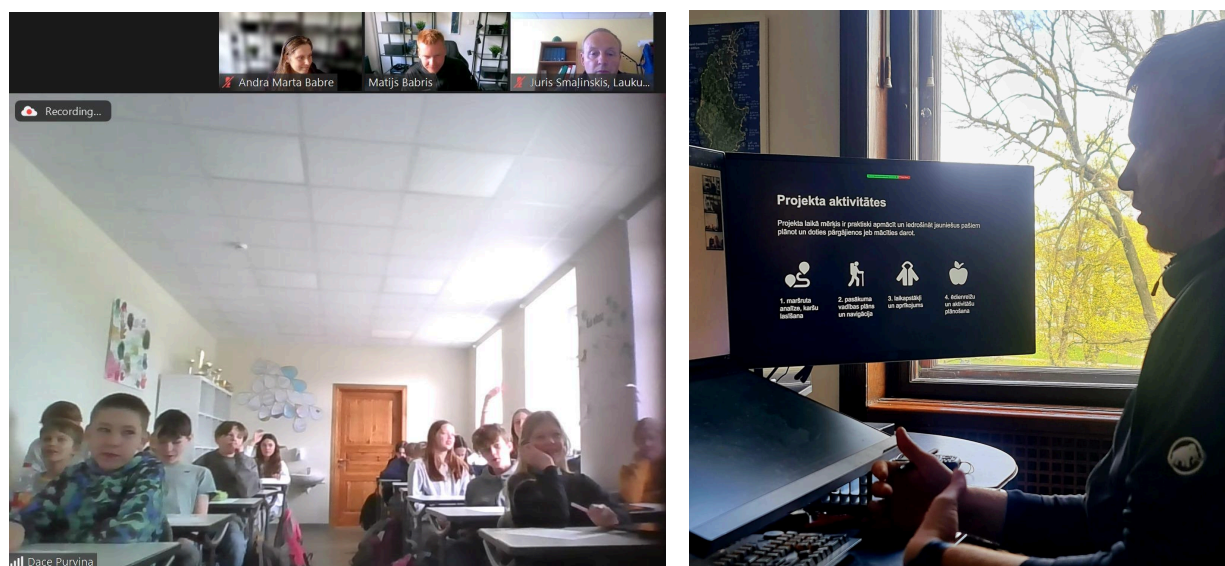 Andra Marta Babre
Matijs Babris
Juris Smaļinskis, Lauku...
Recording...
Dace Purviņa
Projekta aktivitātes
Projekta laikā mērķis ir praktiski apmācīt un iedrošināt jauniešus pašiem
plānot un doties pārgājienos jeb mācīties darot.
1. maršruta
analīze, karšu
lasīšana
2. pasākuma
vadības plāns
un navigācija
3. laikapstākļi
un aprīkojums
4. ēdienreižu
un aktivitāšu
plānošana